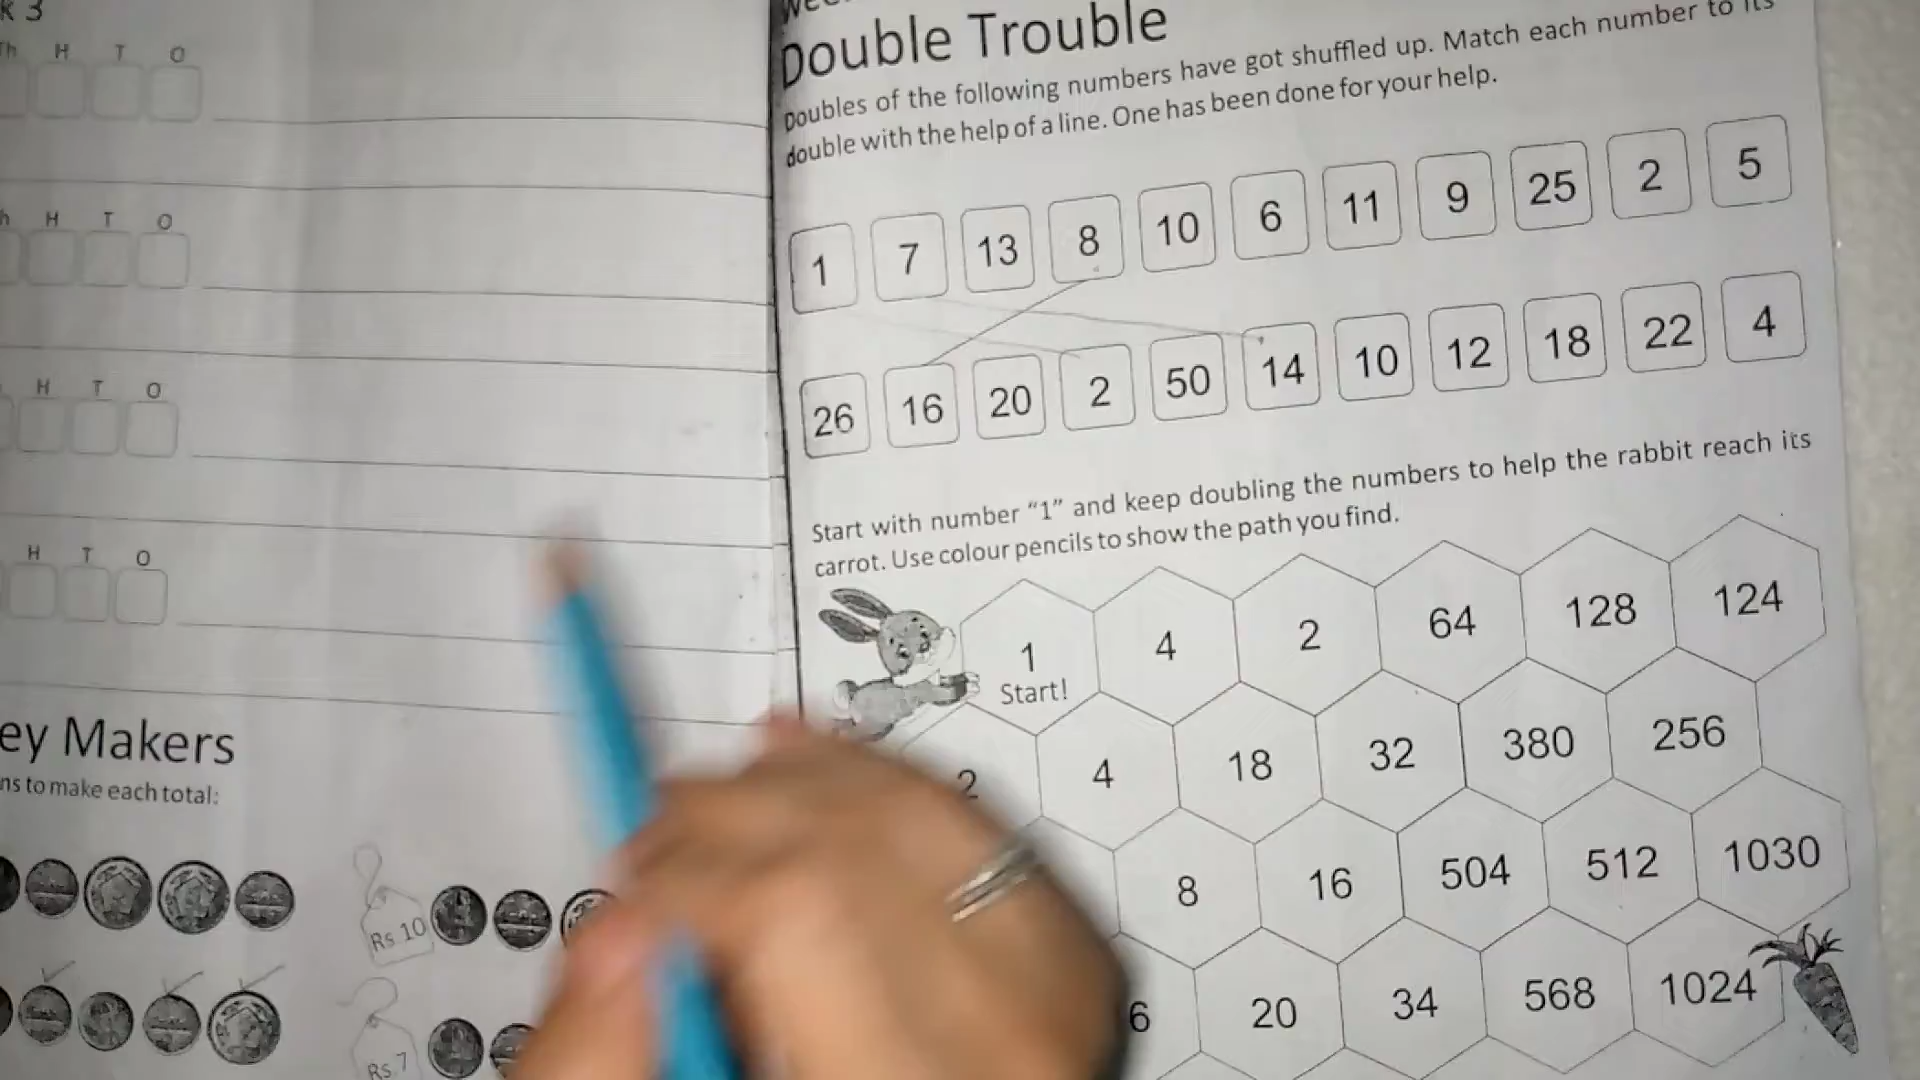 K 3
Th H T O
H T O
H T O
H T O
ey Makers
ns to make each total:
Rs 10
Rs 7
Double Trouble
Doubles of the following numbers have got shuffled up. Match each number to its
double with the help of a line. One has been done for your help.
1 7 13 8 10 6 11 9 25 2 5
26 16 20 2 50 14 10 12 18 22 4
Start with number “1” and keep doubling the numbers to help the rabbit reach its
carrot. Use colour pencils to show the path you find.
1 4 2 64 128 124
Start!
2 4 18 32 380 256
8 16 504 512 1030
6 20 34 568 1024